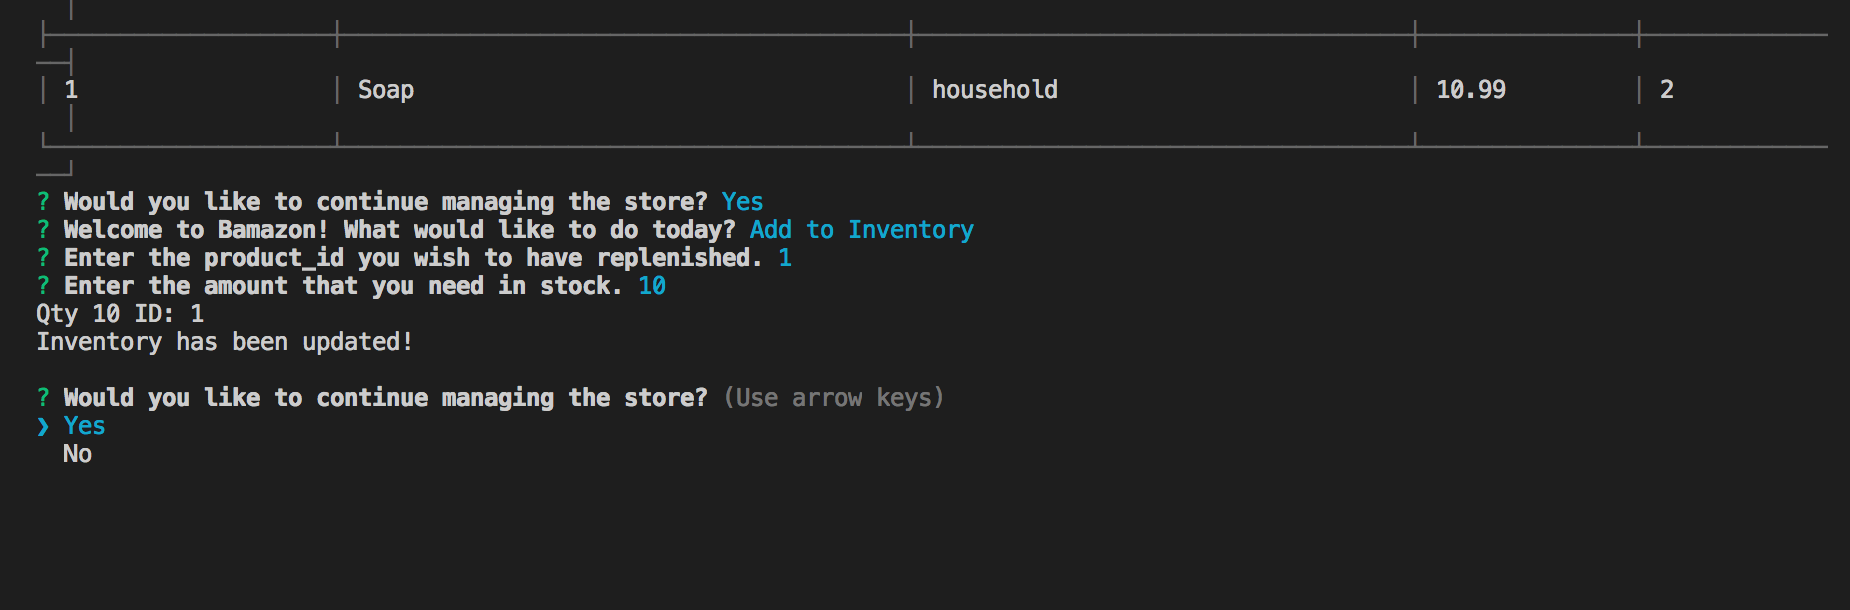 1 Soap household 10.99 2
? Would you like to continue managing the store? Yes
? Welcome to Bamazon! What would like to do today? Add to Inventory
? Enter the product_id you wish to have replenished. 1
? Enter the amount that you need in stock. 10
Qty 10 ID: 1
Inventory has been updated!
? Would you like to continue managing the store? (Use arrow keys)
❯ Yes
No